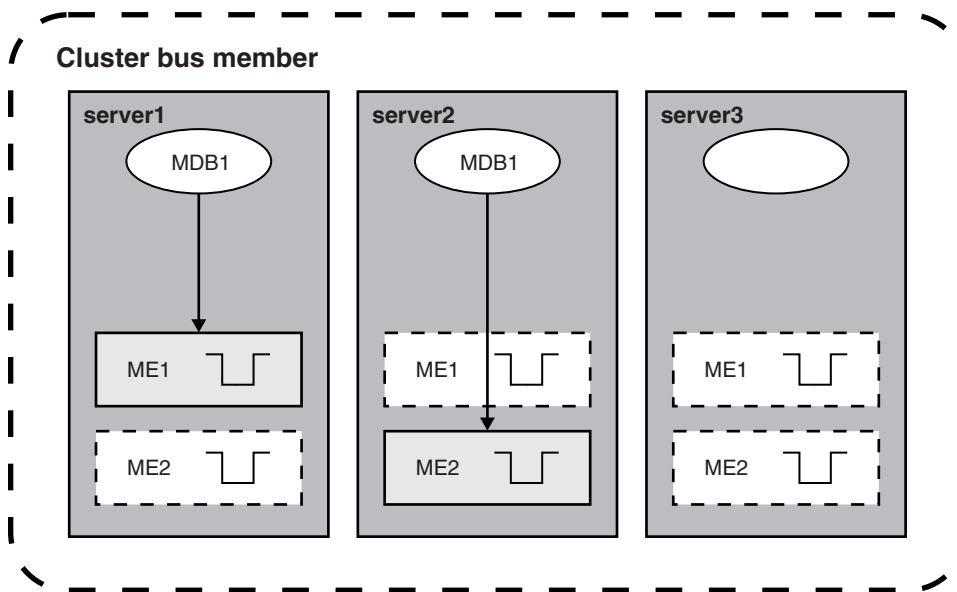 Cluster bus member
server1
MDB1
ME1
ME2
server2
MDB1
ME1
ME2
server3
ME1
ME2